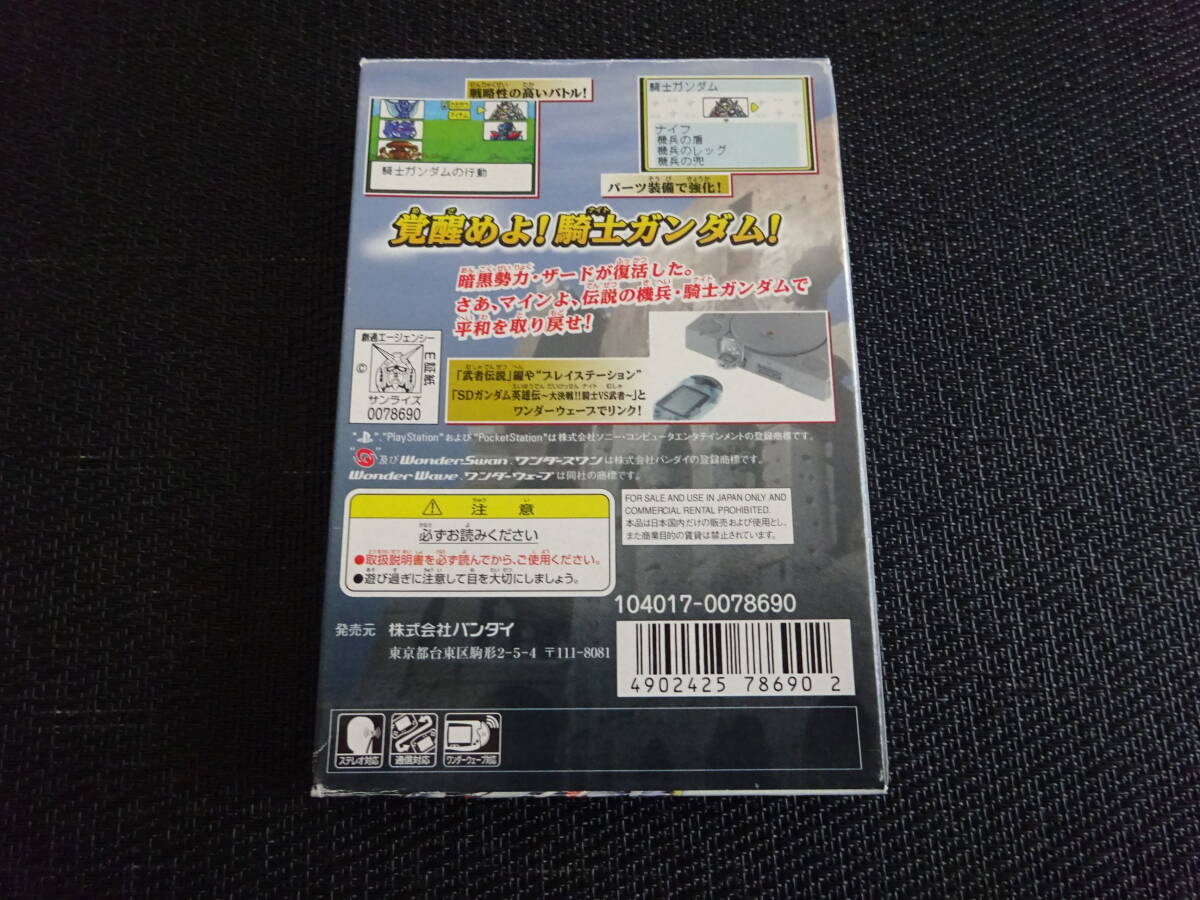 戦略性の高いバトル!
騎士ガンダムの行動
騎士ガンダム
ナイフ
機兵の盾
機兵のレッグ
機兵の兜
パーツ装備で強化!
覚醒めよ!騎士ガンダム!
暗黒勢力・ザードが復活した。
さあ、マインよ、伝説の機兵・騎士ガンダムで
平和を取り戻せ!
創通エージェンシー
©
E証紙
サンライズ
0078690
「武者伝説」編や"プレイステーション"
「SDガンダム英雄伝~大決戦!!騎士VS武者~」と
ワンダーウェーブでリンク!
"PlayStation"および"PocketStation"は株式会社ソニー・コンピュータエンタテインメントの登録商標です。
及びWonderSwan、ワンダースワンは株式会社バンダイの登録商標です。
Wonder Wave、ワンダーウェーブは同社の商標です。
注意
必ずお読みください
●取扱説明書を必ず読んでから、ご使用ください。
●遊び過ぎに注意して目を大切にしましょう。
FOR SALE AND USE IN JAPAN ONLY AND
COMMERCIAL RENTAL PROHIBITED.
本品は日本国内だけの販売および使用とし、
また商業目的の賃貸は禁止されています。
104017-0078690
発売元 株式会社バンダイ
東京都台東区駒形2-5-4 〒111-8081
4902425 78690 2
ステレオ対応
通信対応
ワンダーウェーブ対応